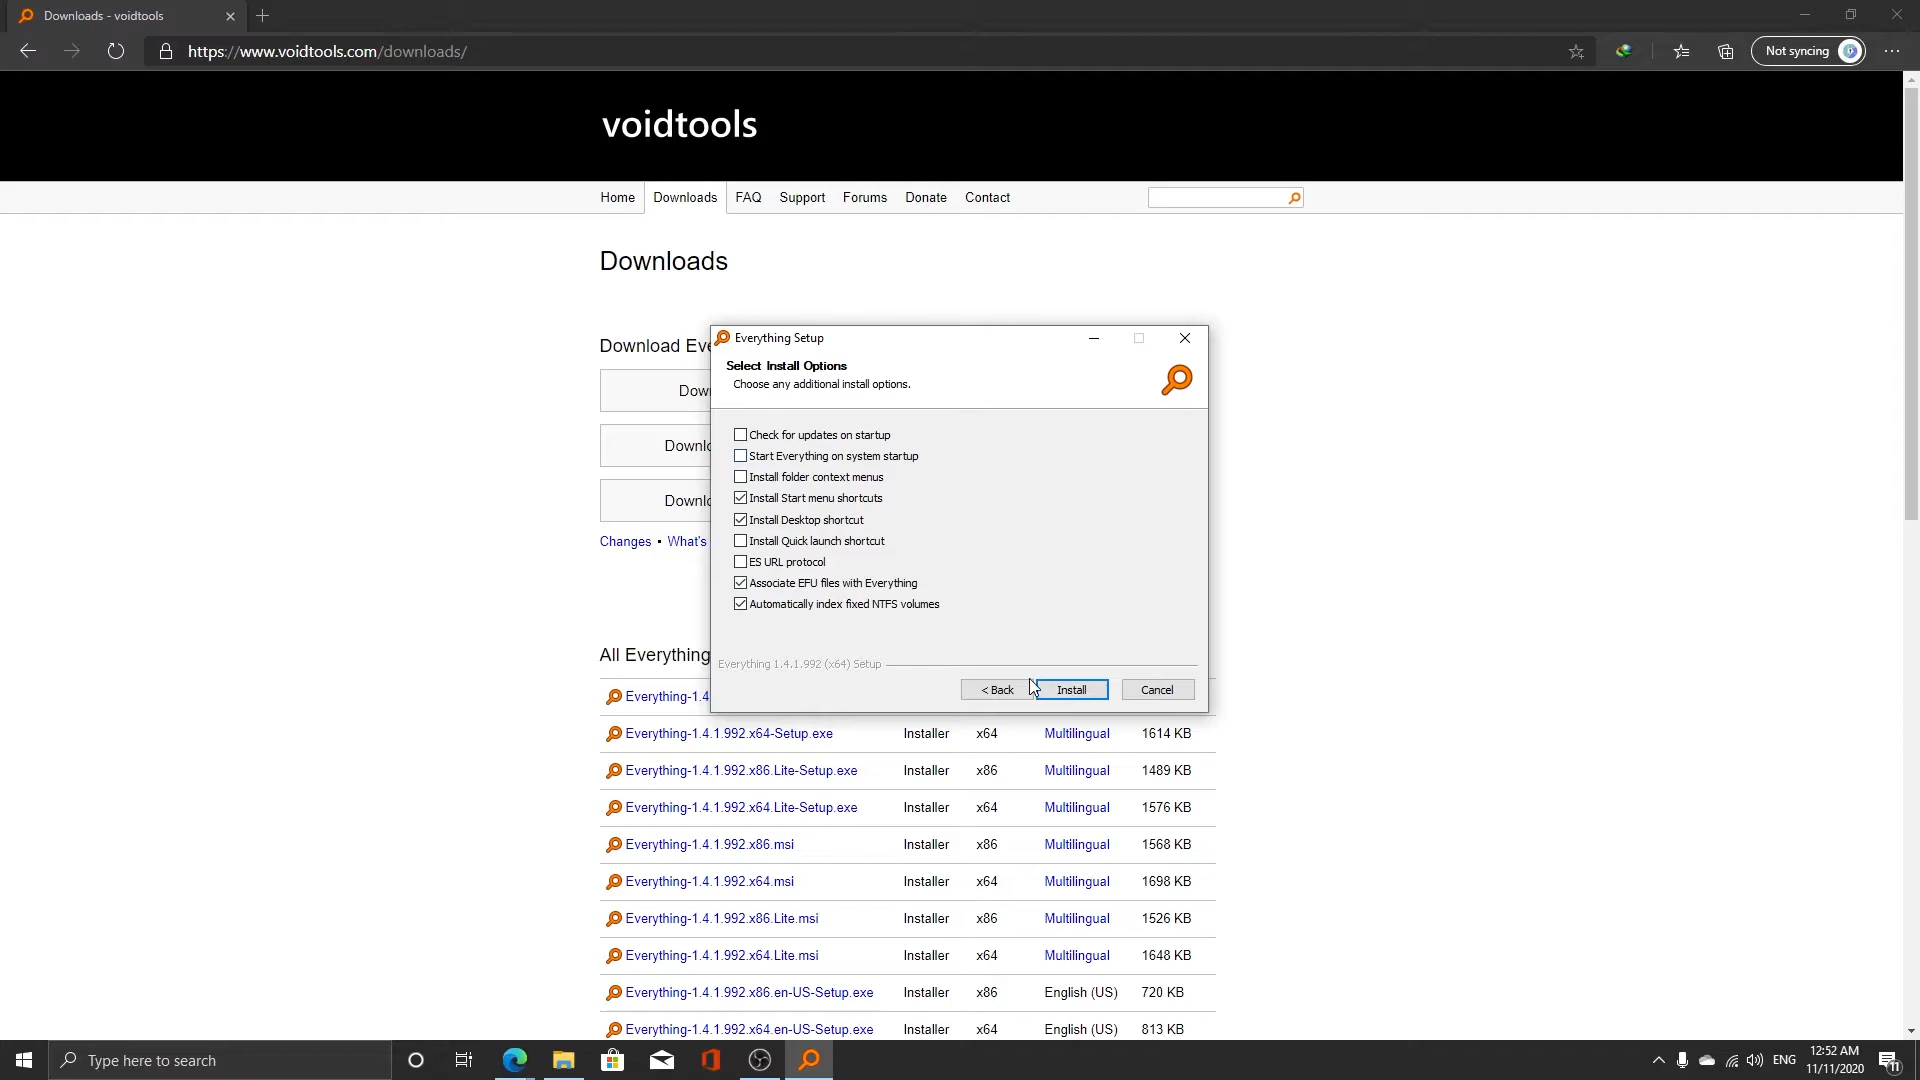 Downloads - voidtools
https://www.voidtools.com/downloads/
Not syncing
voidtools
Home
Downloads
FAQ
Support
Forums
Donate
Contact
Downloads
Download Eve
Dow
Downl
Downl
Changes • What's
Everything Setup
Select Install Options
Choose any additional install options.
Check for updates on startup
Start Everything on system startup
Install folder context menus
Install Start menu shortcuts
Install Desktop shortcut
Install Quick launch shortcut
ES URL protocol
Associate EFU files with Everything
Automatically index fixed NTFS volumes
Everything 1.4.1.992 (x64) Setup
< Back
Install
Cancel
All Everything
Everything-1.4
Everything-1.4.1.992.x64-Setup.exe Installer x64 Multilingual 1614 KB
Everything-1.4.1.992.x86.Lite-Setup.exe Installer x86 Multilingual 1489 KB
Everything-1.4.1.992.x64.Lite-Setup.exe Installer x64 Multilingual 1576 KB
Everything-1.4.1.992.x86.msi Installer x86 Multilingual 1568 KB
Everything-1.4.1.992.x64.msi Installer x64 Multilingual 1698 KB
Everything-1.4.1.992.x86.Lite.msi Installer x86 Multilingual 1526 KB
Everything-1.4.1.992.x64.Lite.msi Installer x64 Multilingual 1648 KB
Everything-1.4.1.992.x86.en-US-Setup.exe Installer x86 English (US) 720 KB
Everything-1.4.1.992.x64.en-US-Setup.exe Installer x64 English (US) 813 KB
Type here to search
ENG
12:52 AM
11/11/2020
11